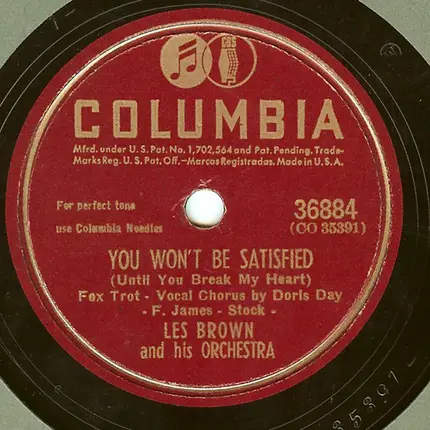 COLUMBIA
Mfrd. under U.S. Pat. No. 1,702,564 and Pat. Pending. Trade-
Marks Reg. U.S. Pat. Off.—Marcas Registradas. Made in U.S.A.
For perfect tone
use Columbia Needles
36884
(CO 35391)
YOU WON'T BE SATISFIED
(Until You Break My Heart)
Fox Trot - Vocal Chorus by Doris Day
- F. James - Stock -
LES BROWN
and his ORCHESTRA
35391